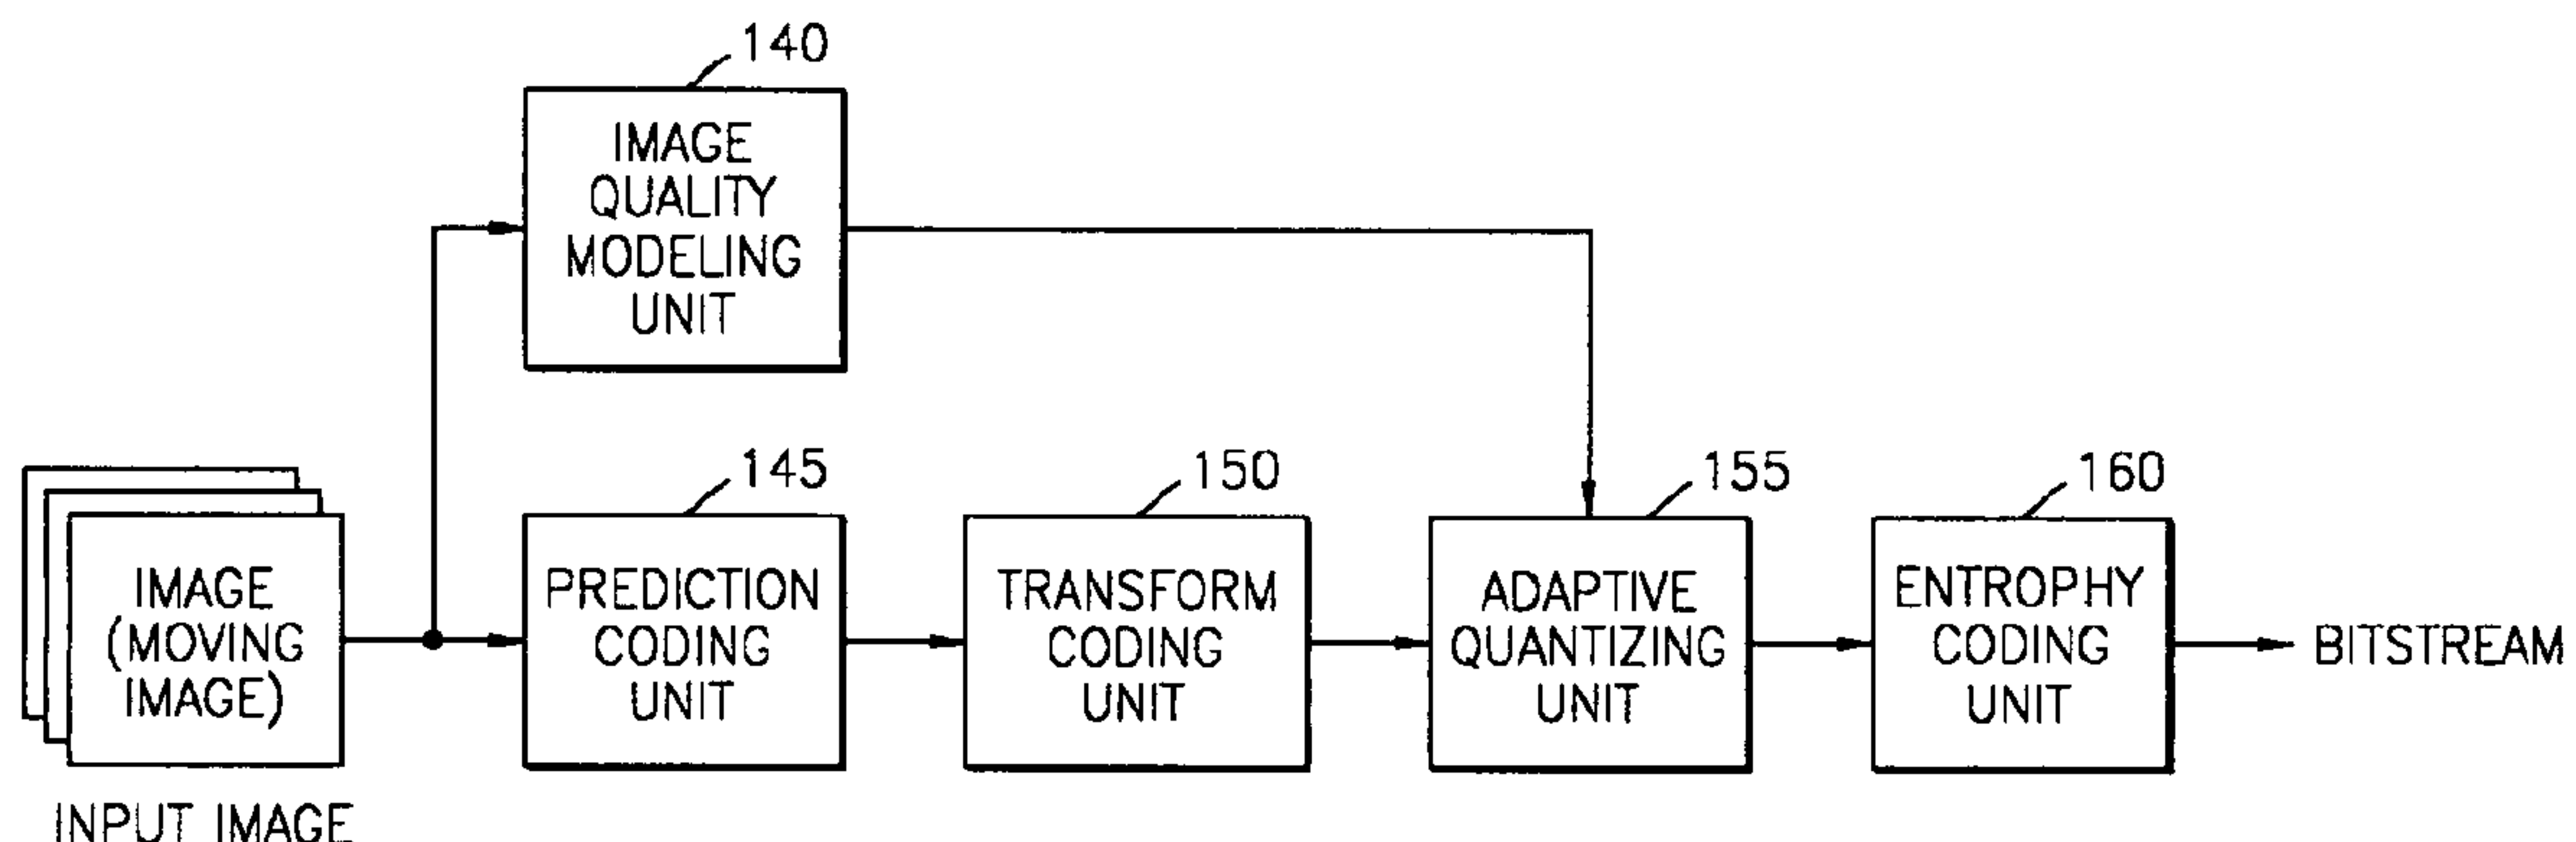 140
IMAGE
QUALITY
MODELING
UNIT
145
150
155
160
IMAGE
(MOVING
IMAGE)
PREDICTION
CODING
UNIT
TRANSFORM
CODING
UNIT
ADAPTIVE
QUANTIZING
UNIT
ENTROPHY
CODING
UNIT
BITSTREAM
INPUT IMAGE